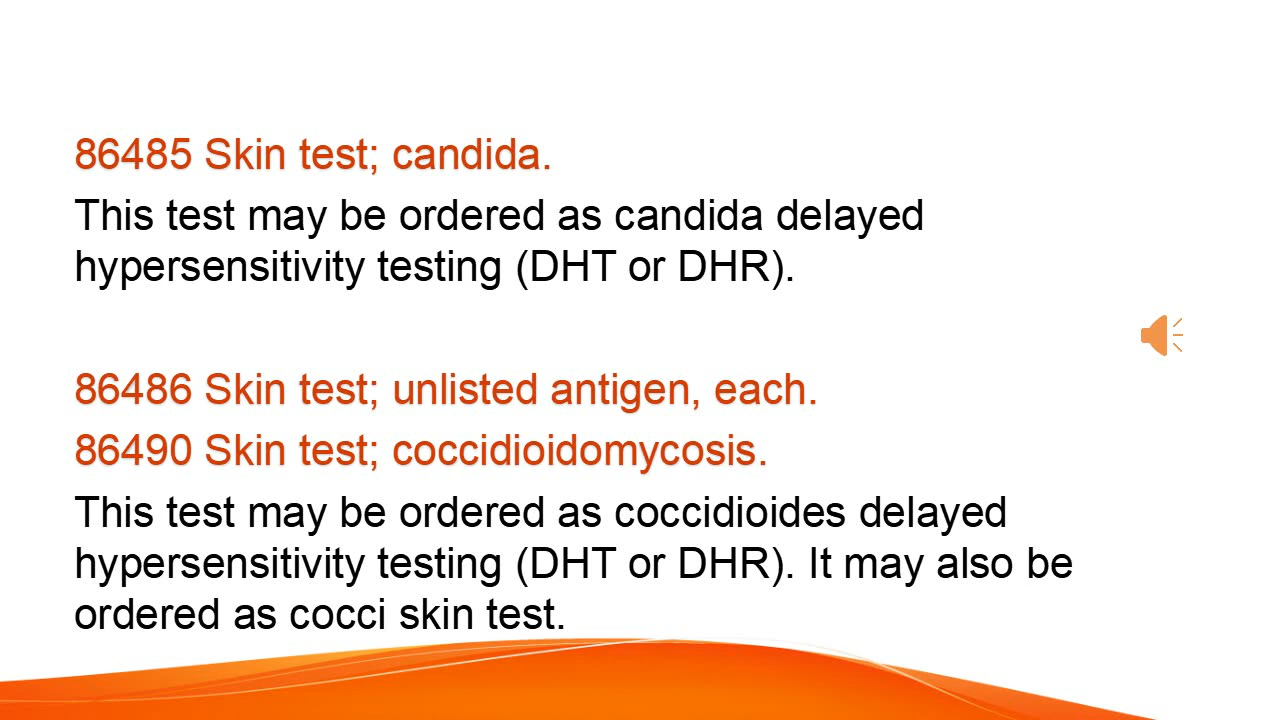 86485 Skin test; candida.
This test may be ordered as candida delayed
hypersensitivity testing (DHT or DHR).
86486 Skin test; unlisted antigen, each.
86490 Skin test; coccidioidomycosis.
This test may be ordered as coccidioides delayed
hypersensitivity testing (DHT or DHR). It may also be
ordered as cocci skin test.